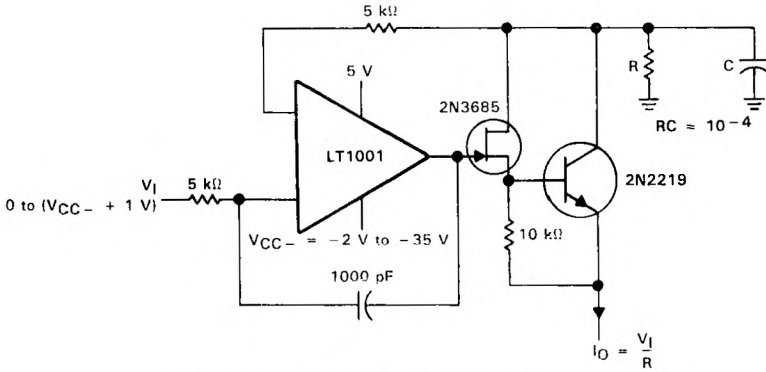 5 kΩ
5 V
R
C
2N3685
RC = 10⁻⁴
LT1001
VI
5 kΩ
2N2219
0 to (VCC− + 1 V)
VCC− = −2 V to −35 V
10 kΩ
1000 pF
IO = VI/R